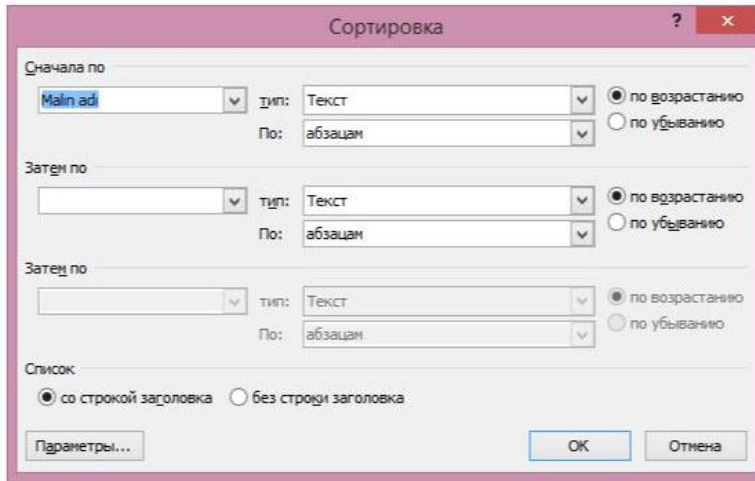 Сортировка ? ×
Сначала по
Malin adi тип: Текст по возрастанию
По: абзацам по убыванию
Затем по
тип: Текст по возрастанию
По: абзацам по убыванию
Затем по
тип: Текст по возрастанию
По: абзацам по убыванию
Список
со строкой заголовка без строки заголовка
Параметры... ОК Отмена